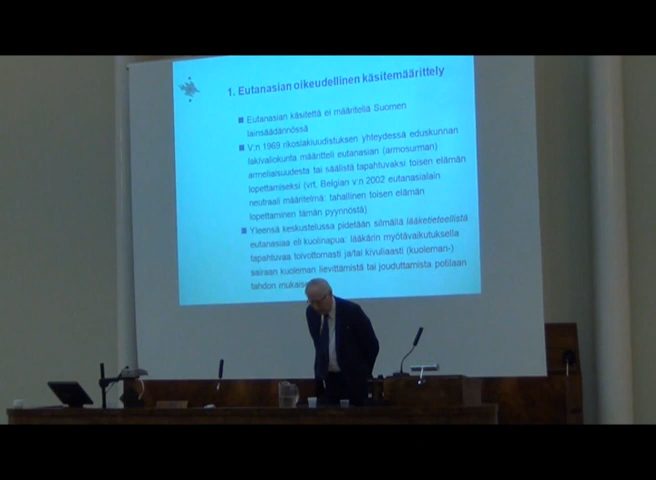 1. Eutanasian oikeudellinen käsitemäärittely
Eutanasian käsitettä ei määritellä Suomen
lainsäädännössä
V:n 1969 rikoslakiuudistuksen yhteydessä eduskunnan
lakivaliokunta määritteli eutanasian (armosurman)
armeliaisuudesta tai säälistä tapahtuvaksi toisen elämän
lopettamiseksi (vrt. Belgian v:n 2002 eutanasialain
neutraali määritelmä: tahallinen toisen elämän
lopettaminen tämän pyynnöstä)
Yleensä keskustelussa pidetään silmällä lääketieteellistä
eutanasiaa eli kuolinapua: lääkärin myötävaikutuksella
tapahtuvaa toivottomasti ja/tai kivuliaasti (kuoleman-)
sairaan kuoleman lievittämistä tai jouduttamista potilaan
tahdon